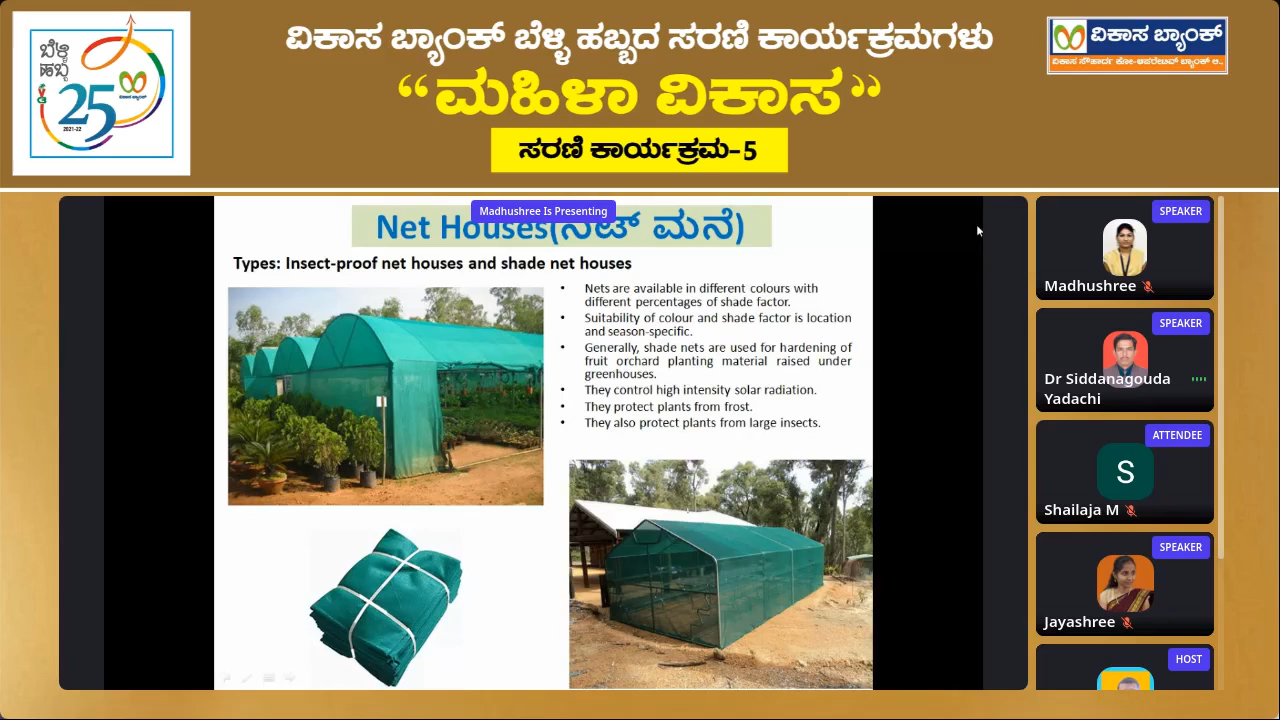 ವಿಕಾಸ ಬ್ಯಾಂಕ್ ಬೆಳ್ಳಿ ಹಬ್ಬದ ಸರಣಿ ಕಾರ್ಯಕ್ರಮಗಳು
“ಮಹಿಳಾ ವಿಕಾಸ”
ಸರಣಿ ಕಾರ್ಯಕ್ರಮ-5
ಬೆಳ್ಳಿ
ಹಬ್ಬ
25
2021-22
ವಿಕಾಸ ಬ್ಯಾಂಕ್
ವಿಕಾಸ ಸೌಹಾರ್ದ ಕೋ-ಆಪರೇಟಿವ್ ಬ್ಯಾಂಕ್ ಲಿ.,
Madhushree Is Presenting
Net Houses(ನೆಟ್ ಮನೆ)
Types: Insect-proof net houses and shade net houses
• Nets are available in different colours with
different percentages of shade factor.
• Suitability of colour and shade factor is location
and season-specific.
• Generally, shade nets are used for hardening of
fruit orchard planting material raised under
greenhouses.
• They control high intensity solar radiation.
• They protect plants from frost.
• They also protect plants from large insects.
SPEAKER
Madhushree
SPEAKER
Dr Siddanagouda
Yadachi
ATTENDEE
S
Shailaja M
SPEAKER
Jayashree
HOST